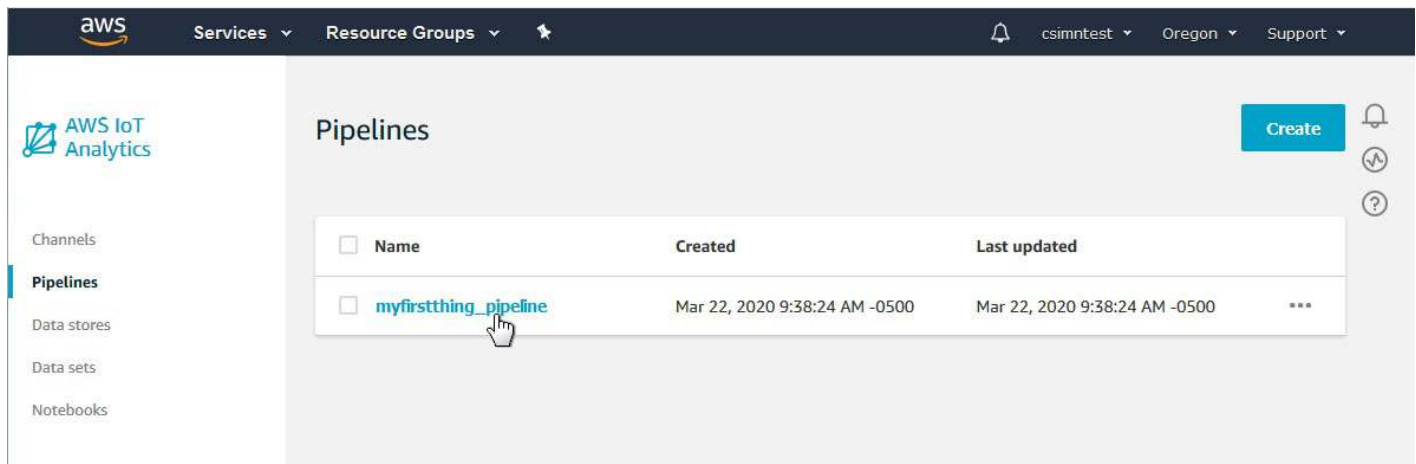 aws Services Resource Groups csimntest Oregon Support
AWS IoT
Analytics
Channels
Pipelines
Data stores
Data sets
Notebooks
Pipelines
Create
Name Created Last updated
myfirstthing_pipeline Mar 22, 2020 9:38:24 AM -0500 Mar 22, 2020 9:38:24 AM -0500